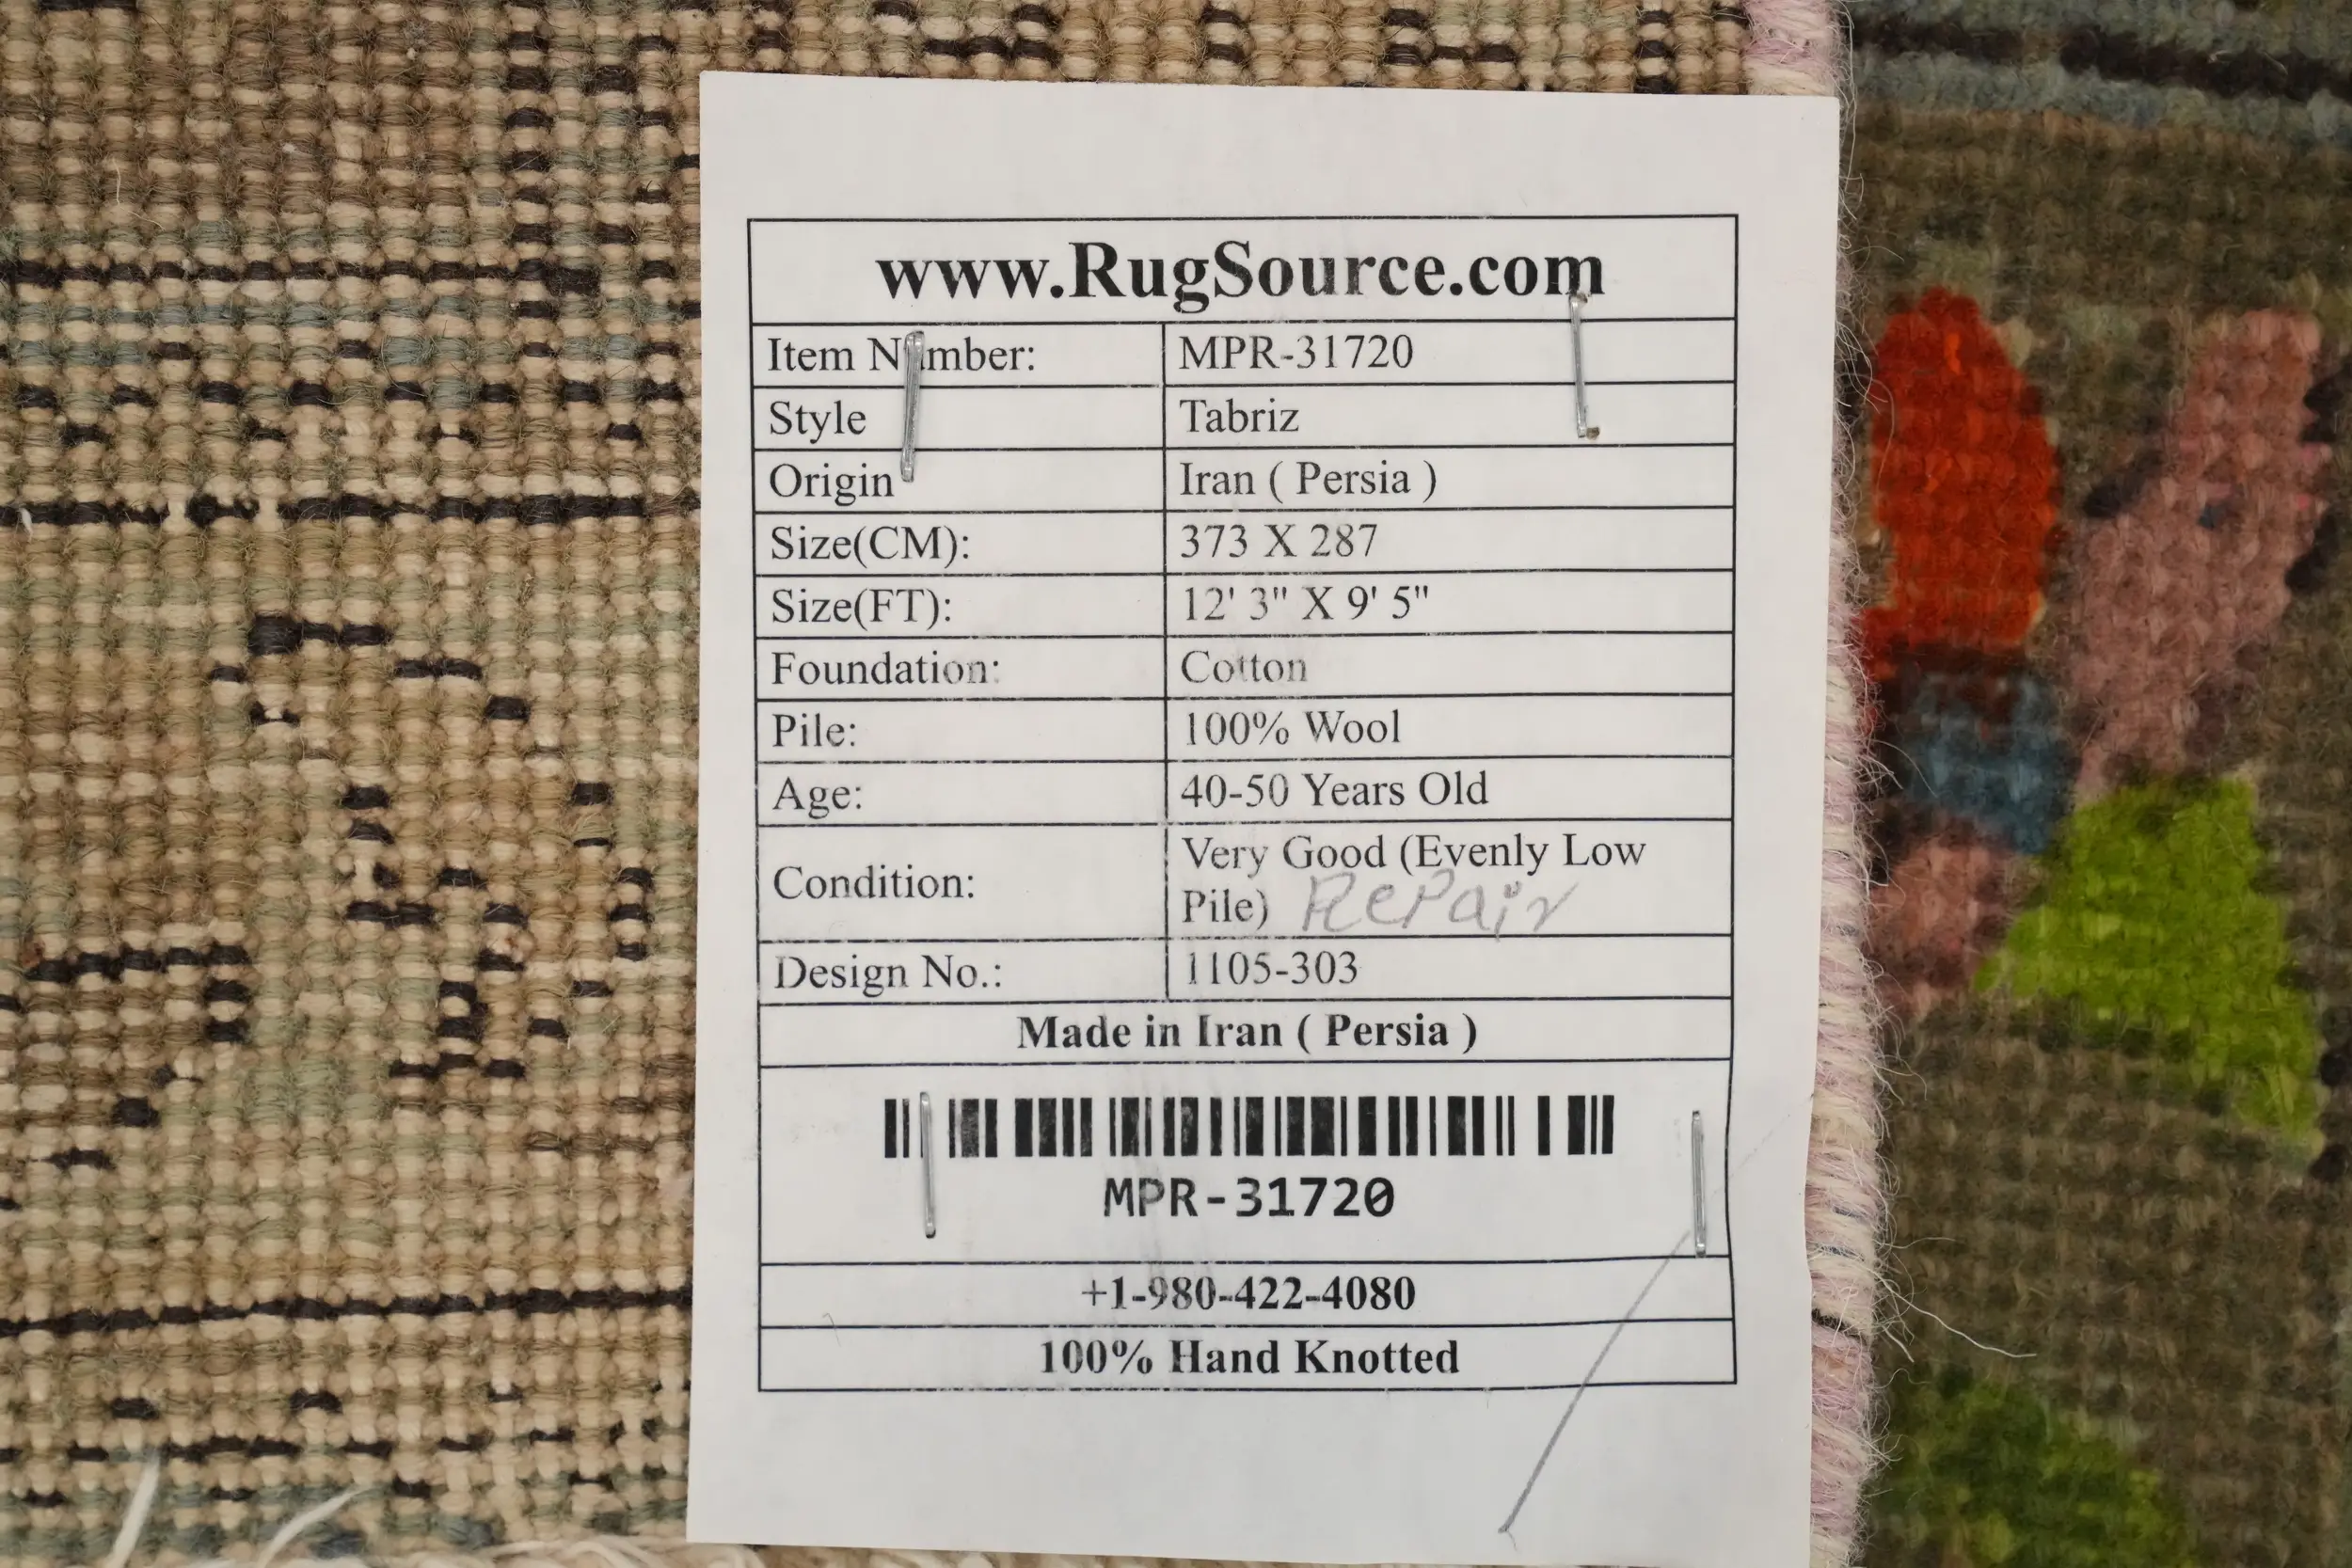 www.RugSource.com
Item Number: MPR-31720
Style Tabriz
Origin Iran ( Persia )
Size(CM): 373 X 287
Size(FT): 12' 3" X 9' 5"
Foundation: Cotton
Pile: 100% Wool
Age: 40-50 Years Old
Condition: Very Good (Evenly Low
Pile) Repair
Design No.: 1105-303
Made in Iran ( Persia )
MPR-31720
+1-980-422-4080
100% Hand Knotted